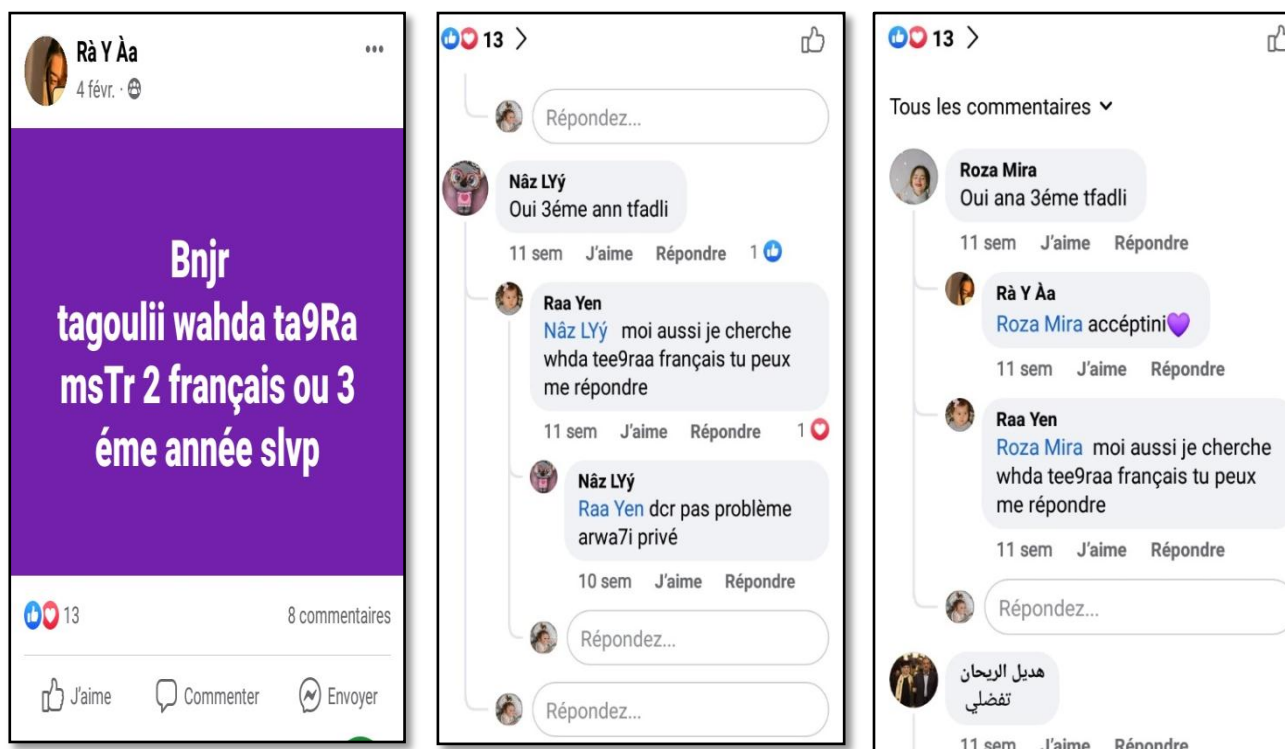 Rà Y Àa
4 févr.
Bnjr
tagoulii wahda ta9Ra
msTr 2 français ou 3
éme année slvp
13
8 commentaires
J'aime
Commenter
Envoyer
13
Répondez...
Nâz LYý
Oui 3éme ann tfadli
11 sem J'aime Répondre 1
Raa Yen
Nâz LYý moi aussi je cherche
whda tee9raa français tu peux
me répondre
11 sem J'aime Répondre 1
Nâz LYý
Raa Yen dcr pas problème
arwa7i privé
10 sem J'aime Répondre
Répondez...
Répondez...
13
Tous les commentaires
Roza Mira
Oui ana 3éme tfadli
11 sem J'aime Répondre
Rà Y Àa
Roza Mira accéptini
11 sem J'aime Répondre
Raa Yen
Roza Mira moi aussi je cherche
whda tee9raa français tu peux
me répondre
11 sem J'aime Répondre
Répondez...
هديل الريحان
تفضلي
11 sem J'aime Répondre